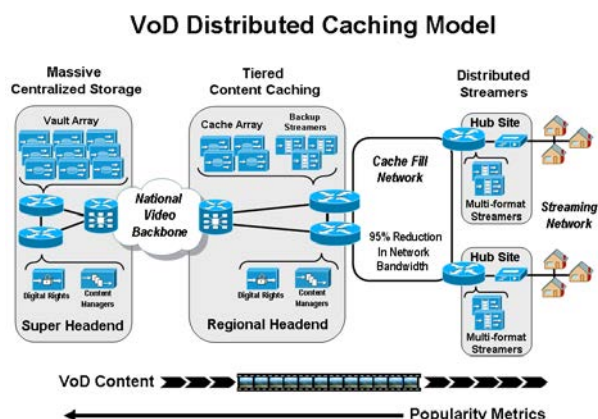 VoD Distributed Caching Model
Massive
Centralized Storage
Tiered
Content Caching
Distributed
Streamers
Vault Array
Cache Array
Backup
Streamers
Hub Site
Multi-format
Streamers
National
Video
Backbone
Cache Fill
Network
Streaming
Network
95% Reduction
In Network
Bandwidth
Hub Site
Multi-format
Streamers
Digital Rights
Content
Managers
Super Headend
Digital Rights
Content
Managers
Regional Headend
VoD Content
Popularity Metrics